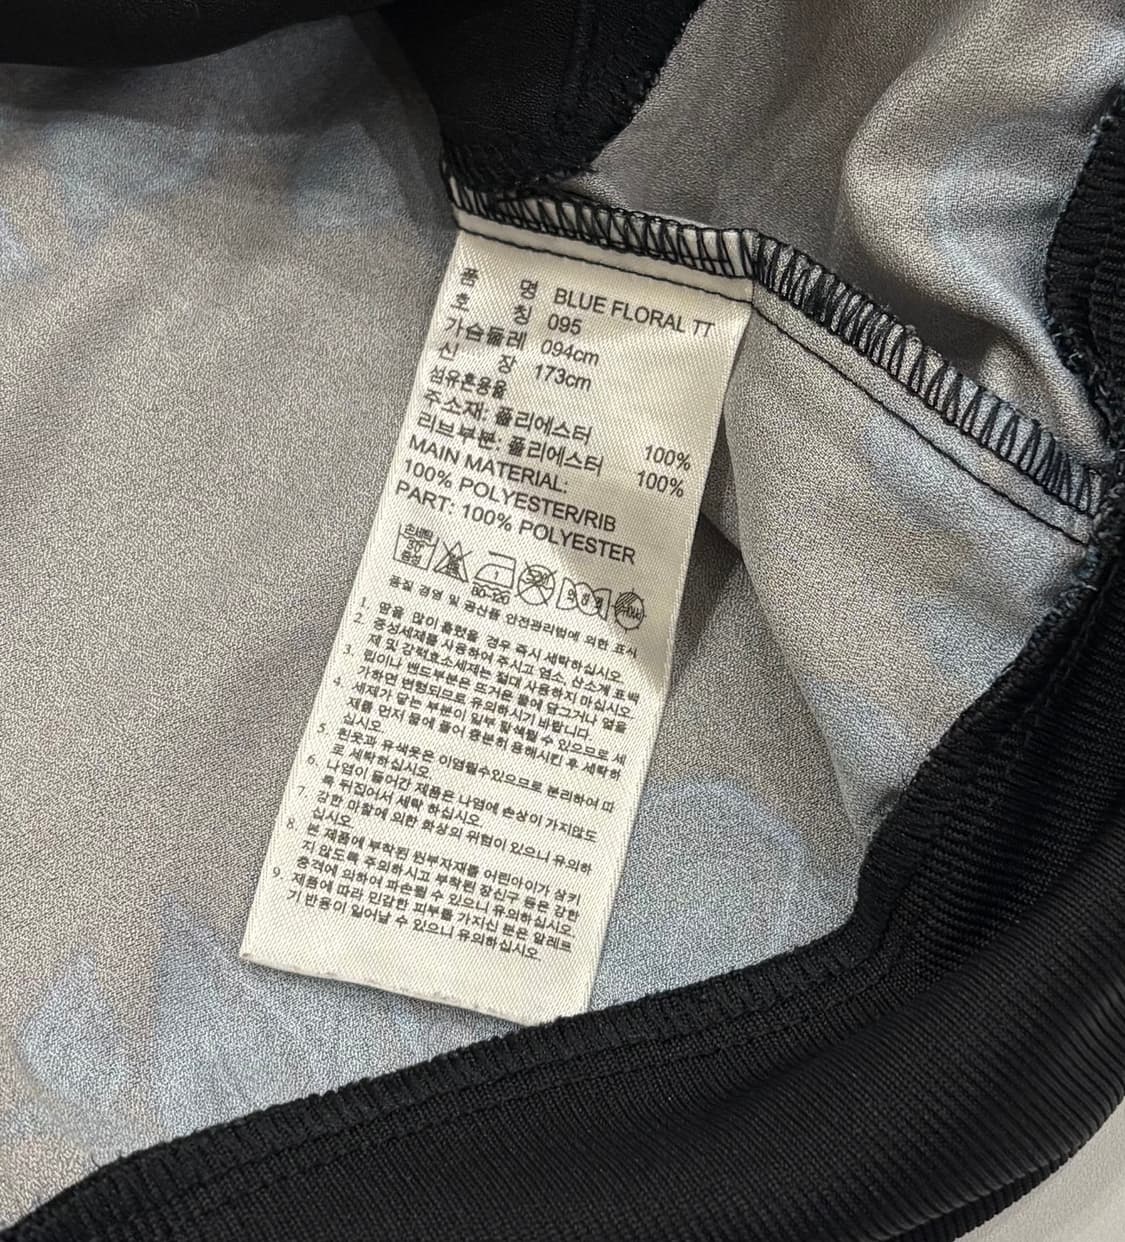 품 명 BLUE FLORAL TT
호 칭 095
가슴둘레 094cm
신 장 173cm
섬유혼용율
주소재: 폴리에스터 100%
리브부분: 폴리에스터 100%
MAIN MATERIAL:
100% POLYESTER/RIB
PART: 100% POLYESTER
손세탁 중성 80~120
품질 경영 및 공산품 안전관리법에 의한 표시
1. 땀을 많이 흘렸을 경우 즉시 세탁하십시오.
2. 중성세제를 사용하여 주시고 염소, 산소계 표백
제 및 강력효소세제는 절대 사용하지 마십시오.
3. 립이나 밴드부분은 뜨거운 물에 담그거나 열을
가하면 변형되므로 유의하시기 바랍니다.
4. 세제가 닿는 부분이 일부 탈색될 수 있으므로 세
제를 먼저 물에 풀어 충분히 용해시킨 후 세탁하
십시오.
5. 흰옷과 유색옷은 이염될수있으므로 분리하여 따
로 세탁하십시오.
6. 나염이 들어간 제품은 나염에 손상이 가지않도
록 뒤집어서 세탁 하십시오.
7. 강한 마찰에 의한 화상의 위험이 있으니 유의하
십시오.
8. 본 제품에 부착된 원부자재를 어린아이가 삼키
지 않도록 주의하시고 부착된 장신구 등은 강한
충격에 의하여 파손될 수 있으니 유의하십시오.
9. 제품에 따라 민감한 피부를 가지신 분은 알레르
기 반응이 일어날 수 있으니 유의하십시오.